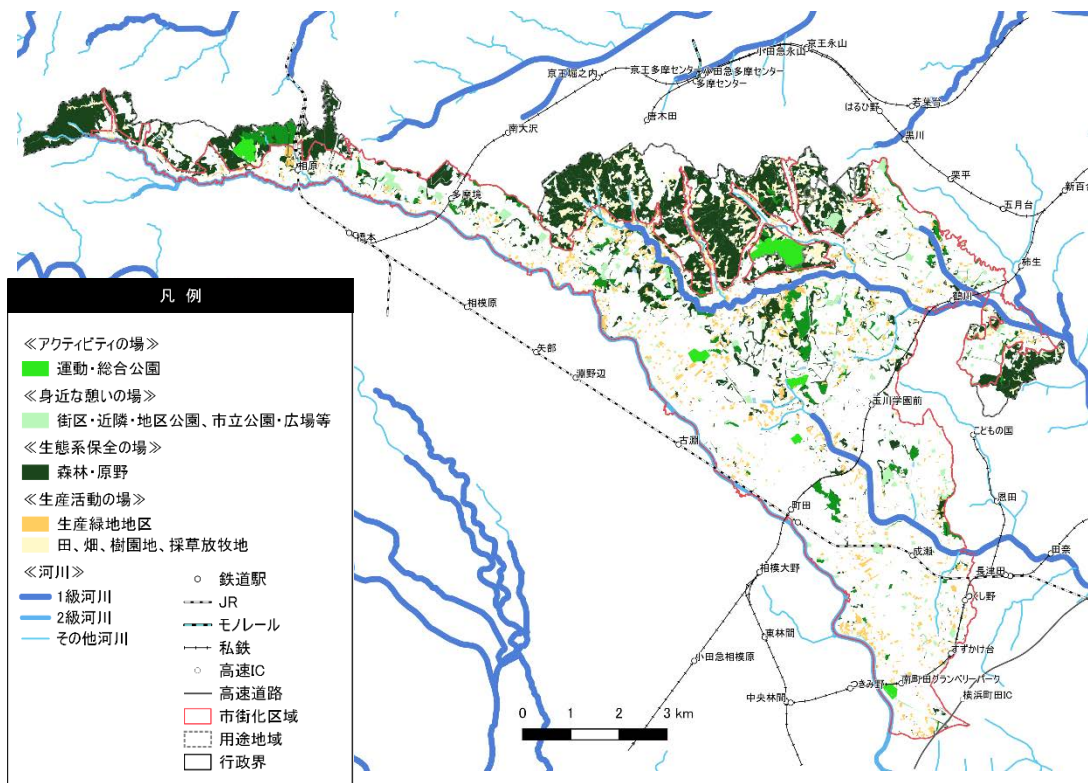 小田急永山
京王永山
京王多摩センター
小田急多摩センター
京王堀之内
多摩センター
若葉台
はるひ野
唐木田
南大沢
黒川
栗平
新百合
相原
多摩境
五月台
橋本
柿生
鶴川
相模原
矢部
淵野辺
玉川学園前
古淵
こどもの国
恩田
町田
田奈
成瀬
相模大野
長津田
つくし野
東林間
すずかけ台
小田急相模原
つきみ野
南町田グランベリーパーク
中央林間
横浜町田IC
0 1 2 3 km
凡 例
≪アクティビティの場≫
運動・総合公園
≪身近な憩いの場≫
街区・近隣・地区公園、市立公園・広場等
≪生態系保全の場≫
森林・原野
≪生産活動の場≫
生産緑地地区
田、畑、樹園地、採草放牧地
≪河川≫
1級河川
2級河川
その他河川
鉄道駅
JR
モノレール
私鉄
高速IC
高速道路
市街化区域
用途地域
行政界